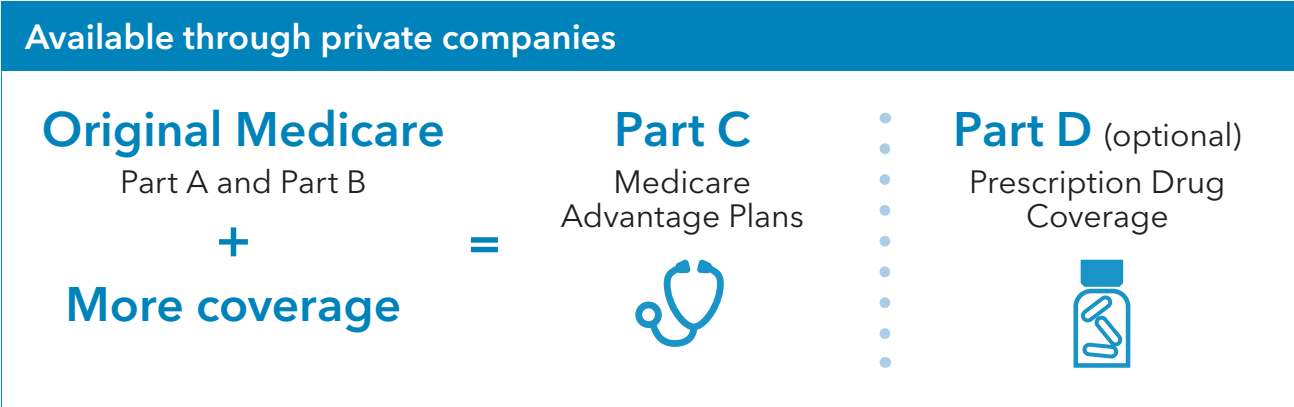 Available through private companies
Original Medicare
Part A and Part B
+
More coverage
=
Part C
Medicare
Advantage Plans
Part D (optional)
Prescription Drug
Coverage